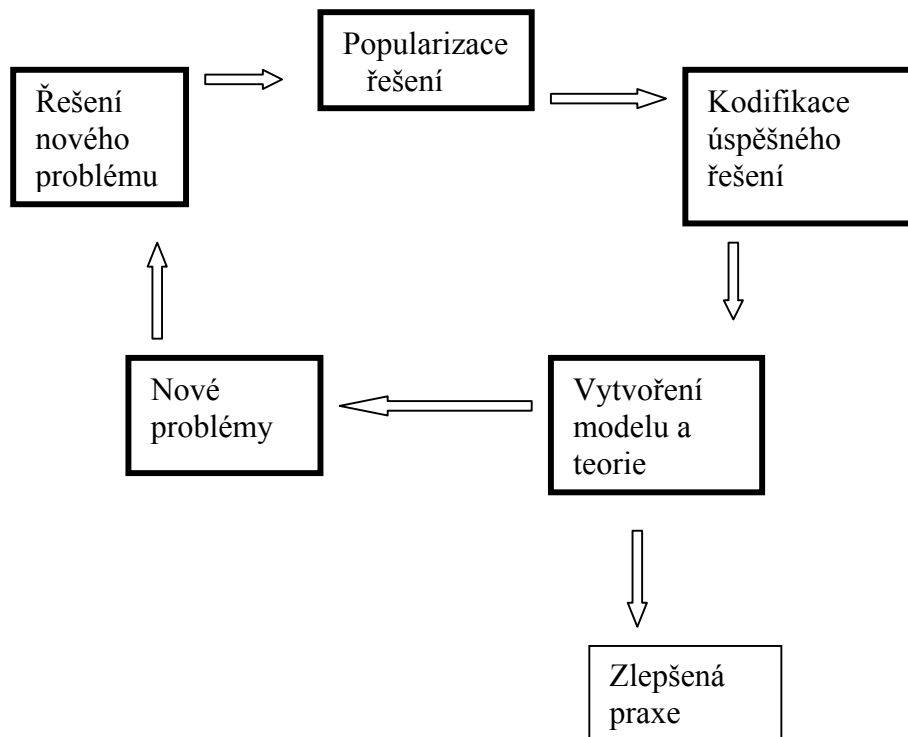 Popularizace
řešení
Řešení
nového
problému
Kodifikace
úspěšného
řešení
Nové
problémy
Vytvoření
modelu a
teorie
Zlepšená
praxe